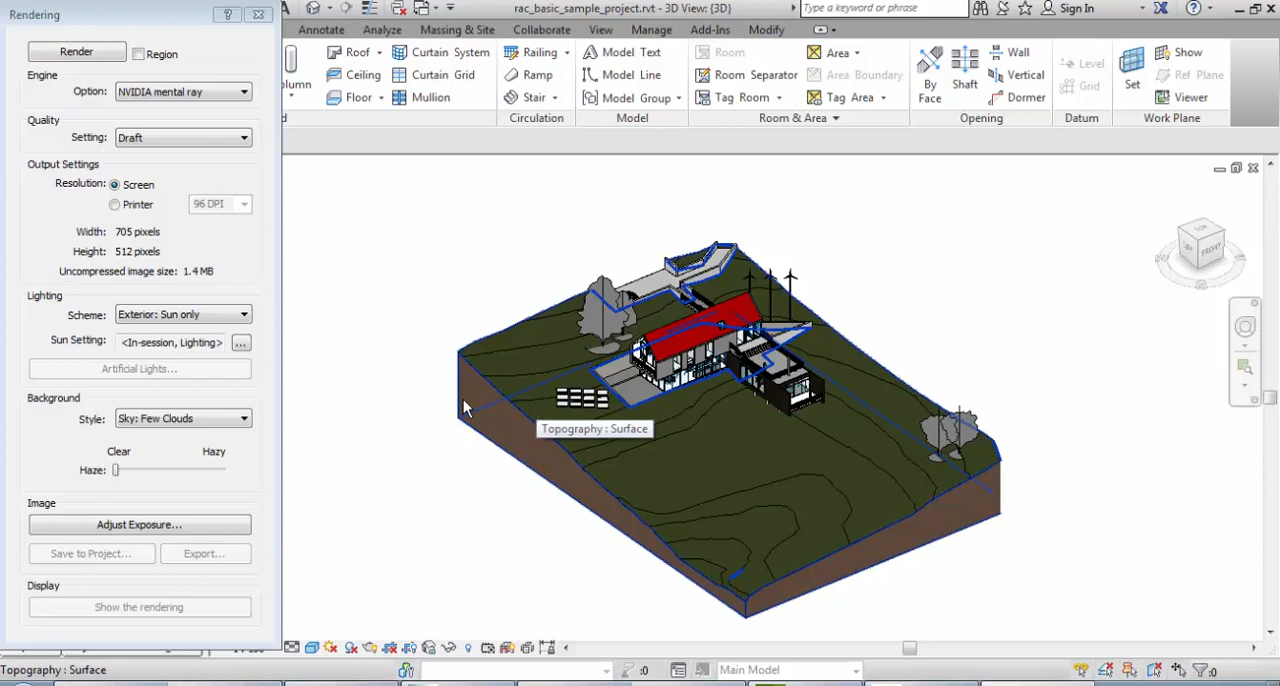 Rendering
rac_basic_sample_project.rvt - 3D View: {3D}
Type a keyword or phrase
Sign In
Render
Region
Engine
Option: NVIDIA mental ray
Quality
Setting: Draft
Output Settings
Resolution: Screen
Printer 96 DPI
Width: 705 pixels
Height: 512 pixels
Uncompressed image size: 1.4 MB
Lighting
Scheme: Exterior: Sun only
Sun Setting: <In-session, Lighting> ...
Artificial Lights...
Background
Style: Sky: Few Clouds
Clear Hazy
Haze:
Image
Adjust Exposure...
Save to Project... Export...
Display
Show the rendering
Annotate Analyze Massing & Site Collaborate View Manage Add-Ins Modify
Roof Curtain System Railing Model Text Room Area Wall Level Show
olumn Ceiling Curtain Grid Ramp Model Line Room Separator Area Boundary By Face Shaft Vertical Grid Set Ref Plane
Floor Mullion Stair Model Group Tag Room Tag Area Dormer Viewer
d Circulation Model Room & Area Opening Datum Work Plane
TOP
LEFT FRONT
Topography : Surface
Topography : Surface
:0 Main Model :0